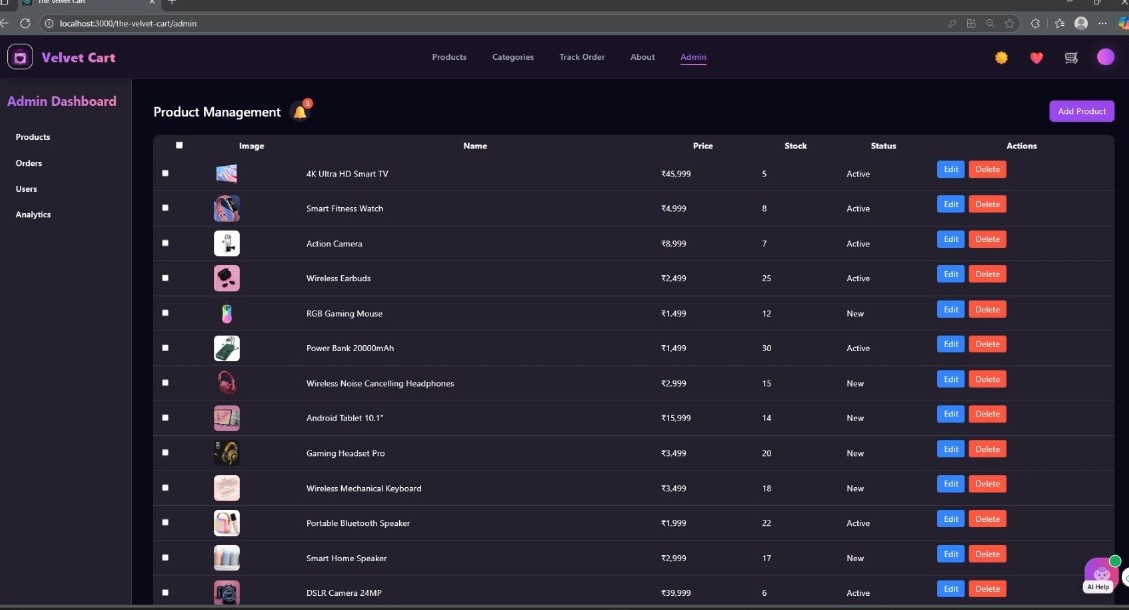 The Velvet Cart
localhost:3000/the-velvet-cart/admin
Velvet Cart
Products Categories Track Order About Admin
Admin Dashboard
Products
Orders
Users
Analytics
Product Management 3
Add Product
Image Name Price Stock Status Actions
4K Ultra HD Smart TV ₹45,999 5 Active Edit Delete
Smart Fitness Watch ₹4,999 8 Active Edit Delete
Action Camera ₹8,999 7 Active Edit Delete
Wireless Earbuds ₹2,499 25 Active Edit Delete
RGB Gaming Mouse ₹1,499 12 New Edit Delete
Power Bank 20000mAh ₹1,499 30 Active Edit Delete
Wireless Noise Cancelling Headphones ₹2,999 15 New Edit Delete
Android Tablet 10.1" ₹15,999 14 New Edit Delete
Gaming Headset Pro ₹3,499 20 New Edit Delete
Wireless Mechanical Keyboard ₹3,499 18 New Edit Delete
Portable Bluetooth Speaker ₹1,999 22 Active Edit Delete
Smart Home Speaker ₹2,999 17 New Edit Delete
DSLR Camera 24MP ₹39,999 6 Active Edit Delete
AI Help